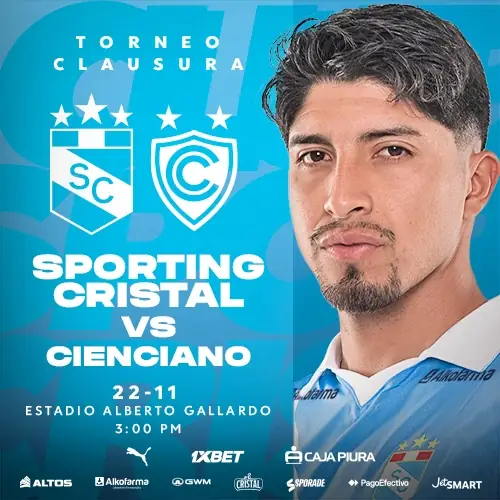 TORNEO
CLAUSURA
SC
C
SPORTING
CRISTAL
VS
CIENCIANO
22-11
ESTADIO ALBERTO GALLARDO
3:00 PM
Alkofarma
Alkofarma
1XBET
CAJA PIURA
ALTOS
Alkofarma
GWM
CRISTAL
SPORADE
PagoEfectivo
JetSMART